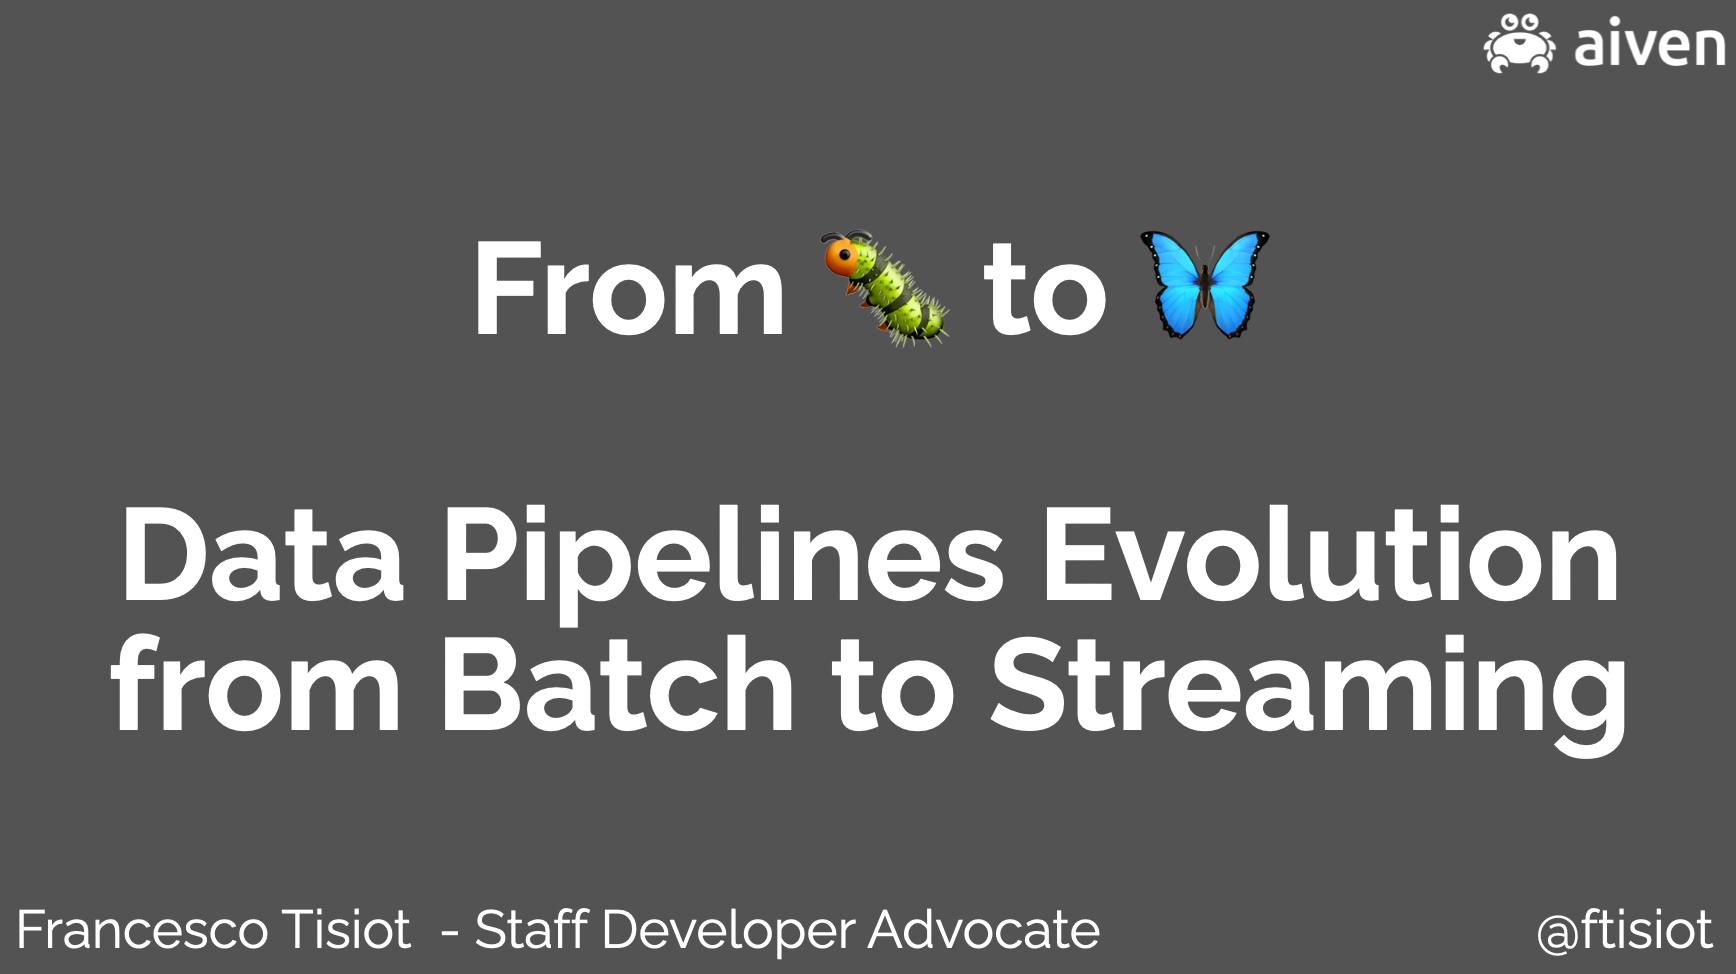 aiven
From 🐛 to 🦋
Data Pipelines Evolution
from Batch to Streaming
Francesco Tisiot - Staff Developer Advocate
@ftisiot